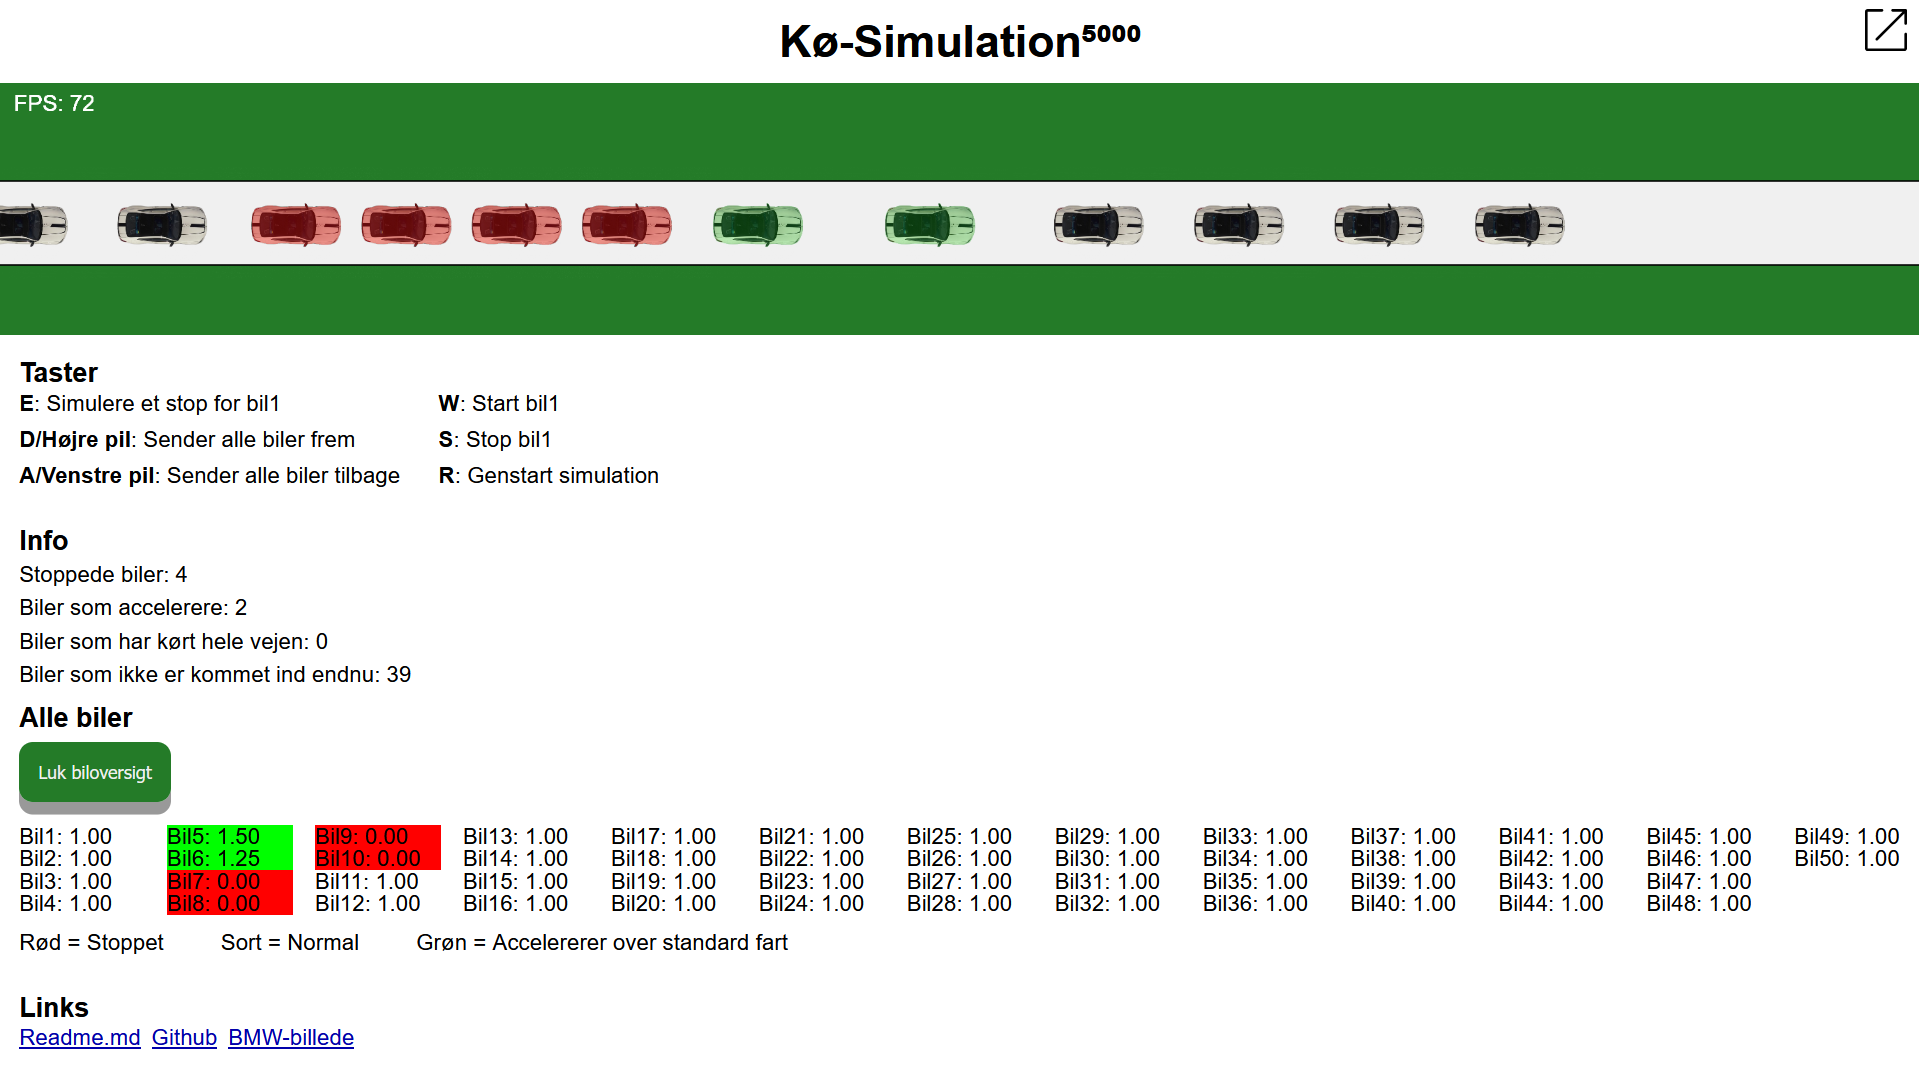 Kø-Simulation⁵⁰⁰⁰
FPS: 72
Taster
E: Simulere et stop for bil1 W: Start bil1
D/Højre pil: Sender alle biler frem S: Stop bil1
A/Venstre pil: Sender alle biler tilbage R: Genstart simulation
Info
Stoppede biler: 4
Biler som accelerere: 2
Biler som har kørt hele vejen: 0
Biler som ikke er kommet ind endnu: 39
Alle biler
Luk biloversigt
Bil1: 1.00 Bil5: 1.50 Bil9: 0.00 Bil13: 1.00 Bil17: 1.00 Bil21: 1.00 Bil25: 1.00 Bil29: 1.00 Bil33: 1.00 Bil37: 1.00 Bil41: 1.00 Bil45: 1.00 Bil49: 1.00
Bil2: 1.00 Bil6: 1.25 Bil10: 0.00 Bil14: 1.00 Bil18: 1.00 Bil22: 1.00 Bil26: 1.00 Bil30: 1.00 Bil34: 1.00 Bil38: 1.00 Bil42: 1.00 Bil46: 1.00 Bil50: 1.00
Bil3: 1.00 Bil7: 0.00 Bil11: 1.00 Bil15: 1.00 Bil19: 1.00 Bil23: 1.00 Bil27: 1.00 Bil31: 1.00 Bil35: 1.00 Bil39: 1.00 Bil43: 1.00 Bil47: 1.00
Bil4: 1.00 Bil8: 0.00 Bil12: 1.00 Bil16: 1.00 Bil20: 1.00 Bil24: 1.00 Bil28: 1.00 Bil32: 1.00 Bil36: 1.00 Bil40: 1.00 Bil44: 1.00 Bil48: 1.00
Rød = Stoppet Sort = Normal Grøn = Accelererer over standard fart
Links
Readme.md Github BMW-billede